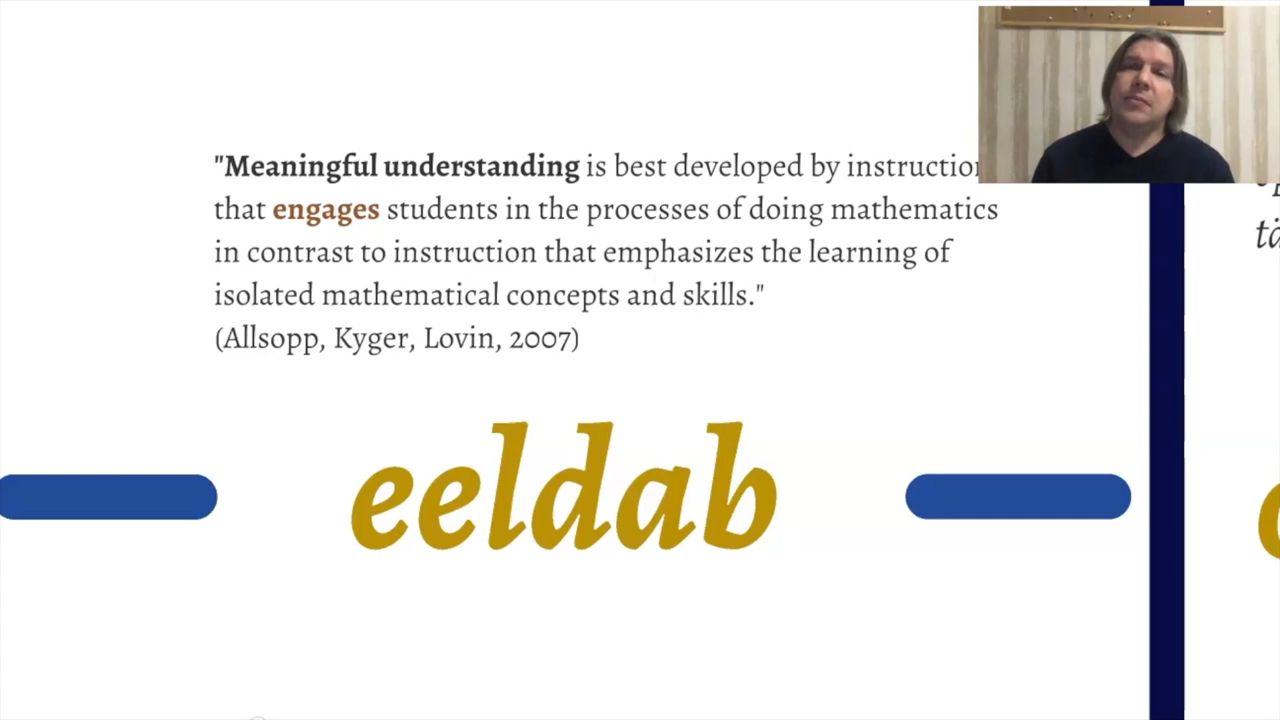 "Meaningful understanding is best developed by instruction
that engages students in the processes of doing mathematics
in contrast to instruction that emphasizes the learning of
isolated mathematical concepts and skills."
(Allsopp, Kyger, Lovin, 2007)
eeldab